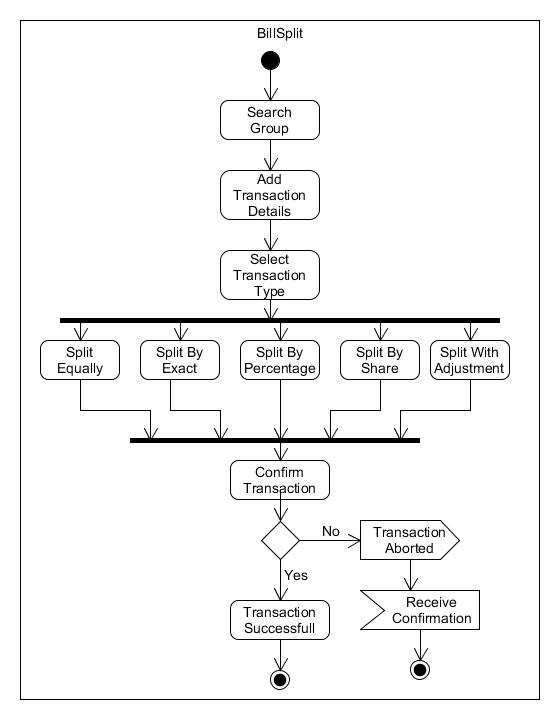 BillSplit
Search
Group
Add
Transaction
Details
Select
Transaction
Type
Split
Equally
Split By
Exact
Split By
Percentage
Split By
Share
Split With
Adjustment
Confirm
Transaction
No
Transaction
Aborted
Yes
Receive
Confirmation
Transaction
Successfull